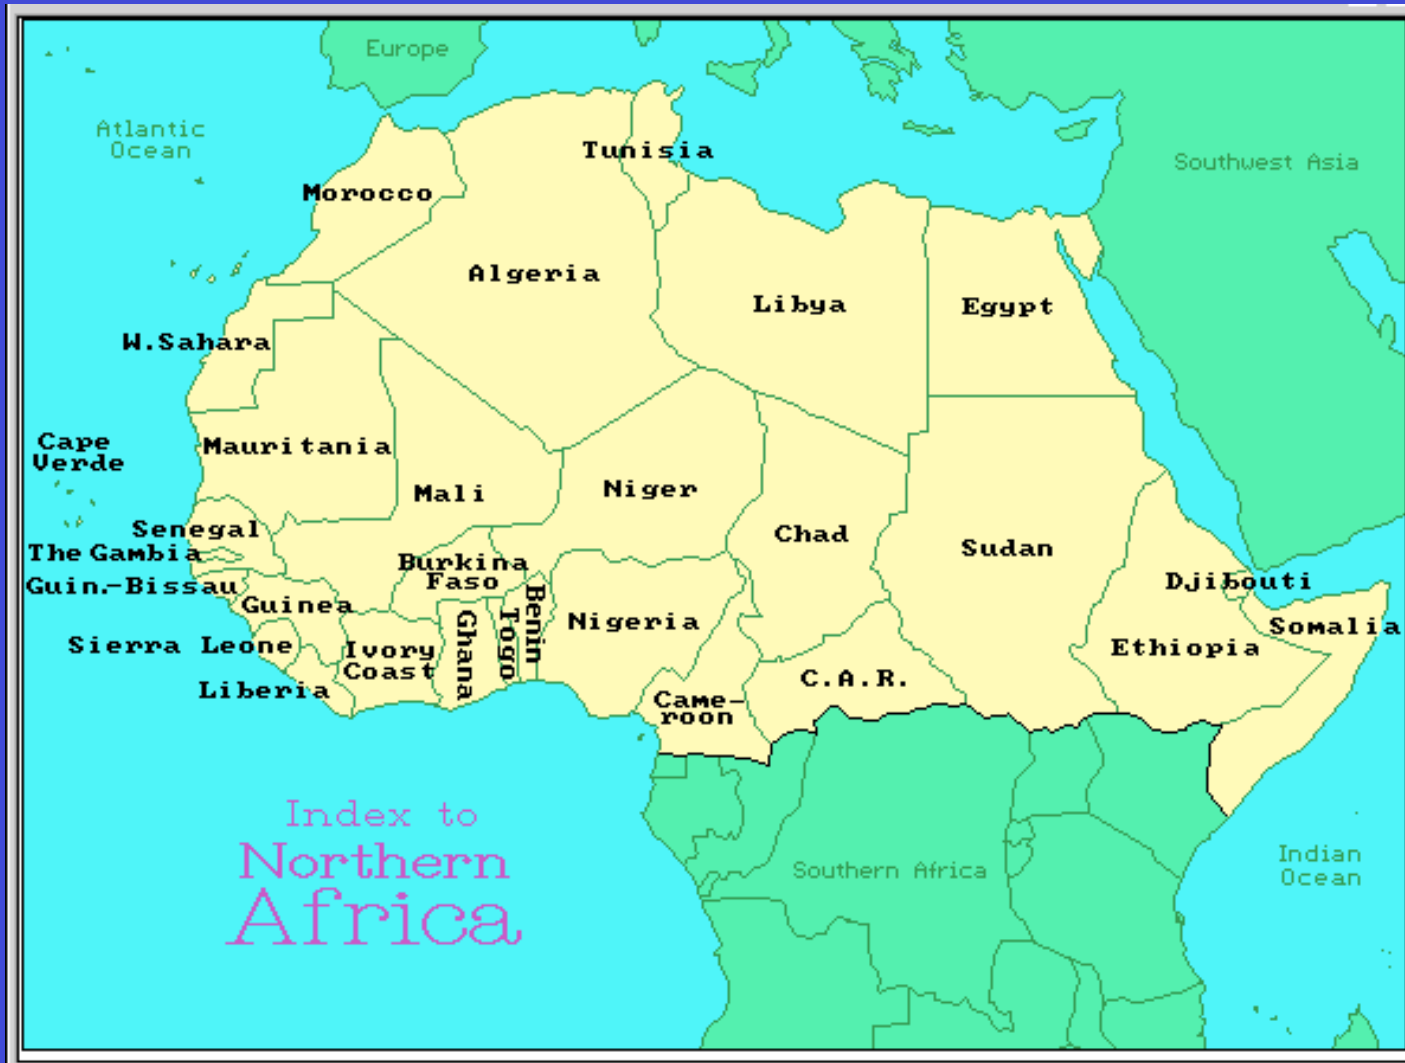 Europe
Atlantic
Ocean
Tunisia
Southwest Asia
Morocco
Algeria
Libya
Egypt
W.Sahara
Cape
Verde
Mauritania
Mali
Niger
Senegal
Chad
Sudan
The Gambia
Burkina
Faso
Djibouti
Guin.-Bissau
Guinea
Benin
Togo
Ghana
Nigeria
Somalia
Sierra Leone
Ivory
Coast
Ethiopia
Liberia
C.A.R.
Came-
roon
Index to
Northern
Africa
Southern Africa
Indian
Ocean